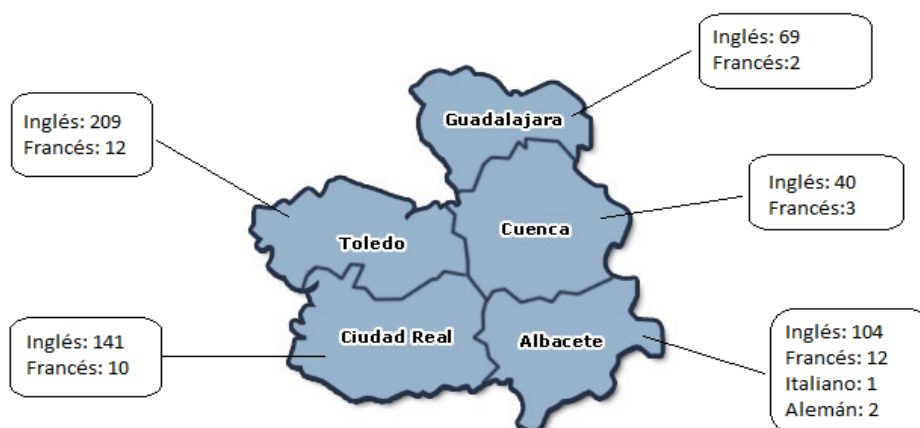 Inglés: 69
Francés:2
Guadalajara
Inglés: 209
Francés: 12
Inglés: 40
Francés:3
Cuenca
Toledo
Inglés: 141
Francés: 10
Ciudad Real
Albacete
Inglés: 104
Francés: 12
Italiano: 1
Alemán: 2